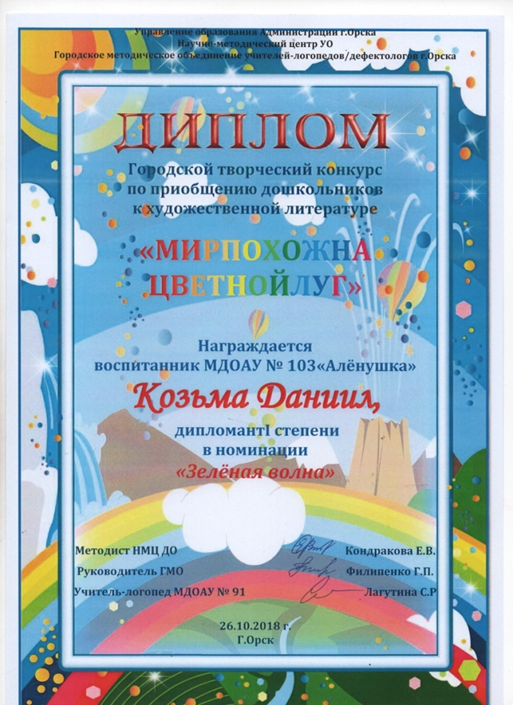 Управление образования Администрации г.Орска
Научно-методический центр УО
Городское методическое объединение учителей-логопедов/дефектологов г.Орска
ДИПЛОМ
Городской творческий конкурс
по приобщению дошкольников
к художественной литературе
«МИРПОХОЖНА
ЦВЕТНОЙЛУГ»
Награждается
воспитанник МДОАУ № 103«Алёнушка»
Козьма Даниил,
дипломантI степени
в номинации
«Зелёная волна»
Методист НМЦ ДО Кондракова Е.В.
Руководитель ГМО Филипенко Г.П.
Учитель-логопед МДОАУ № 91 Лагутина С.Р
26.10.2018 г.
Г.Орск